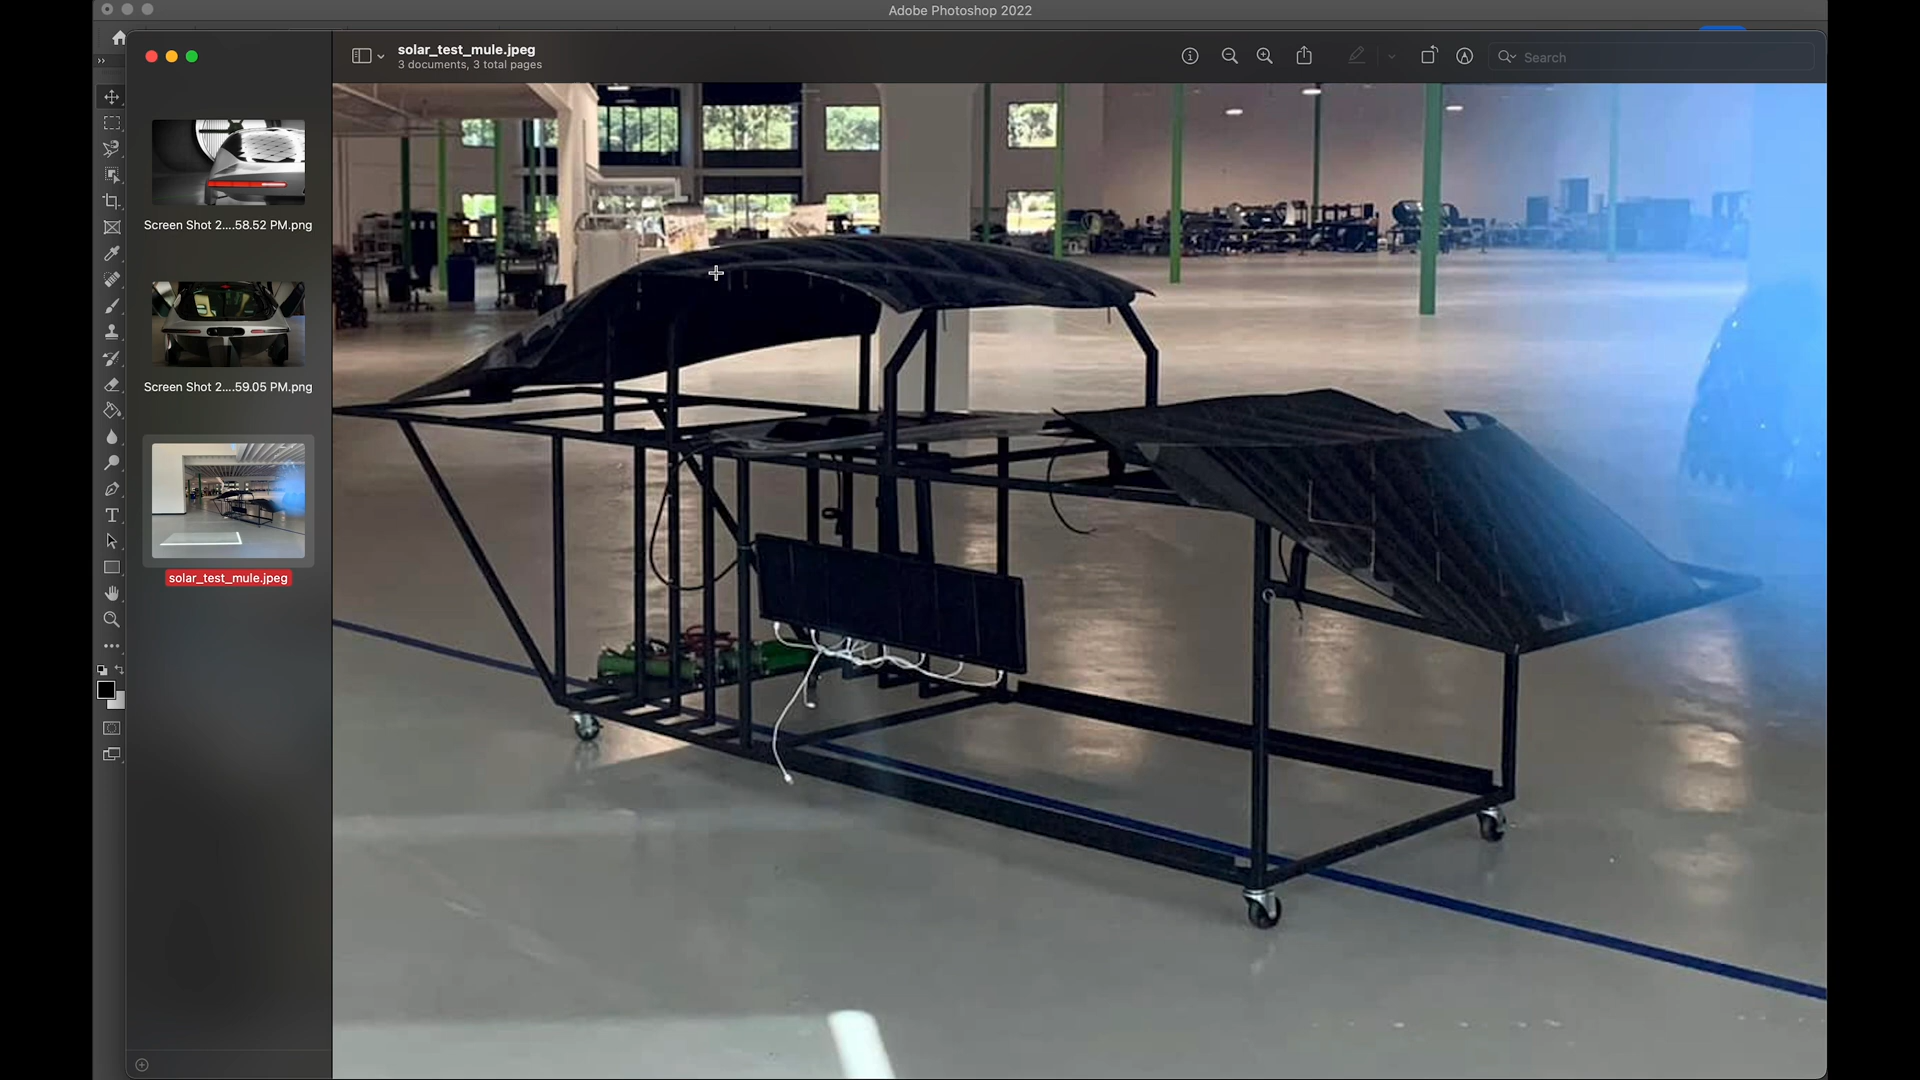 Adobe Photoshop 2022
solar_test_mule.jpeg
3 documents, 3 total pages
Search
Screen Shot 2....58.52 PM.png
Screen Shot 2....59.05 PM.png
solar_test_mule.jpeg